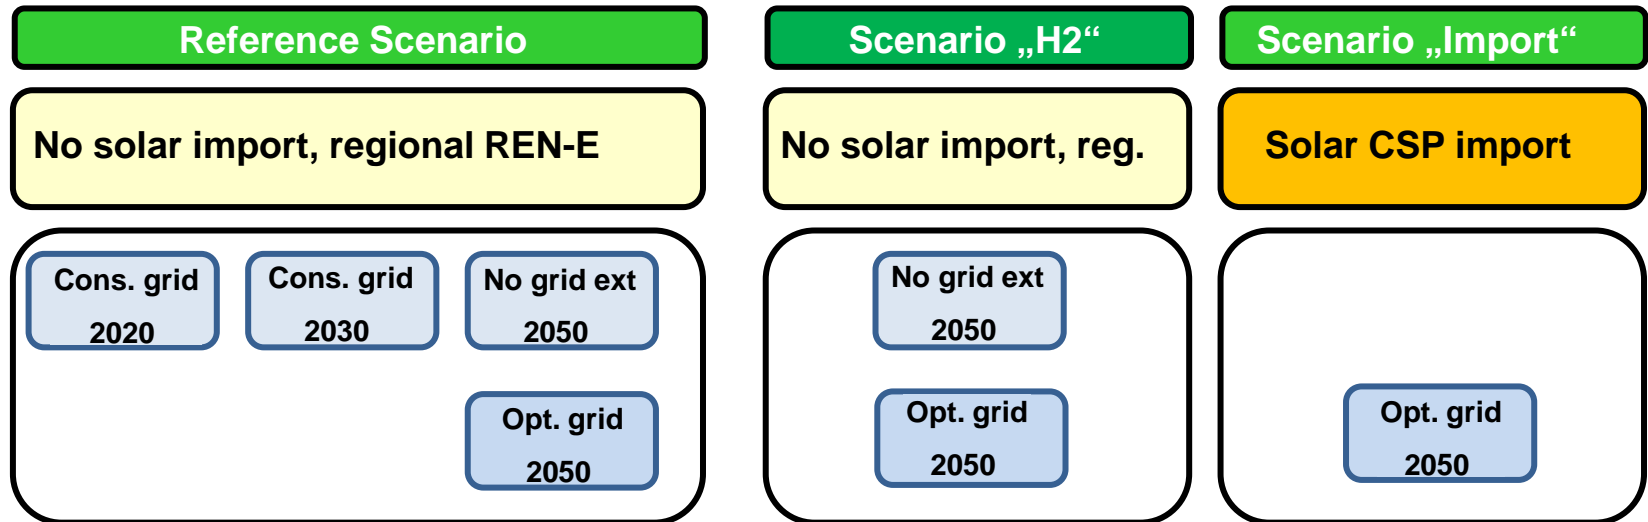 Reference Scenario
Scenario „H2“
Scenario „Import“
No solar import, regional REN-E
No solar import, reg.
Solar CSP import
Cons. grid
2020
Cons. grid
2030
No grid ext
2050
Opt. grid
2050
No grid ext
2050
Opt. grid
2050
Opt. grid
2050